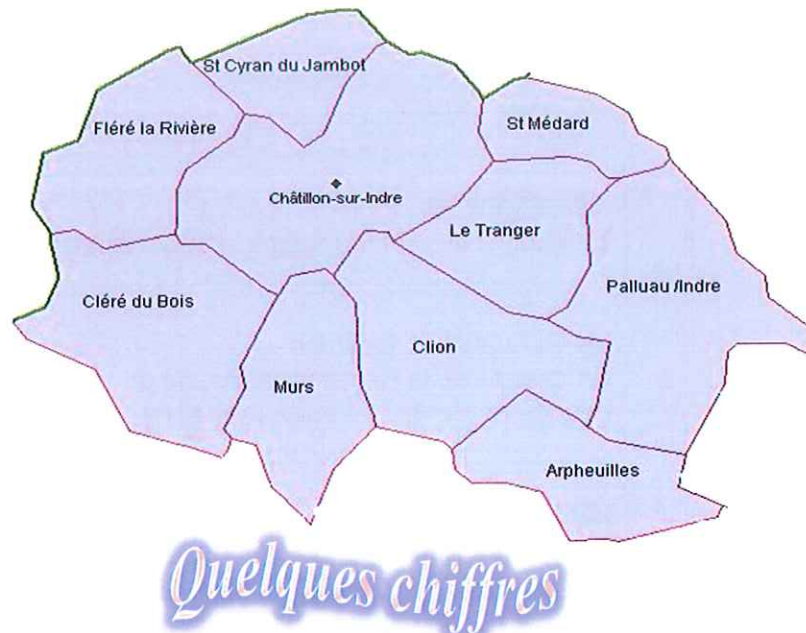 St Cyran du Jambot
Fléré la Rivière
St Médard
Châtillon-sur-Indre
Le Tranger
Palluau /Indre
Cléré du Bois
Clion
Murs
Arpheuilles
Quelques chiffres